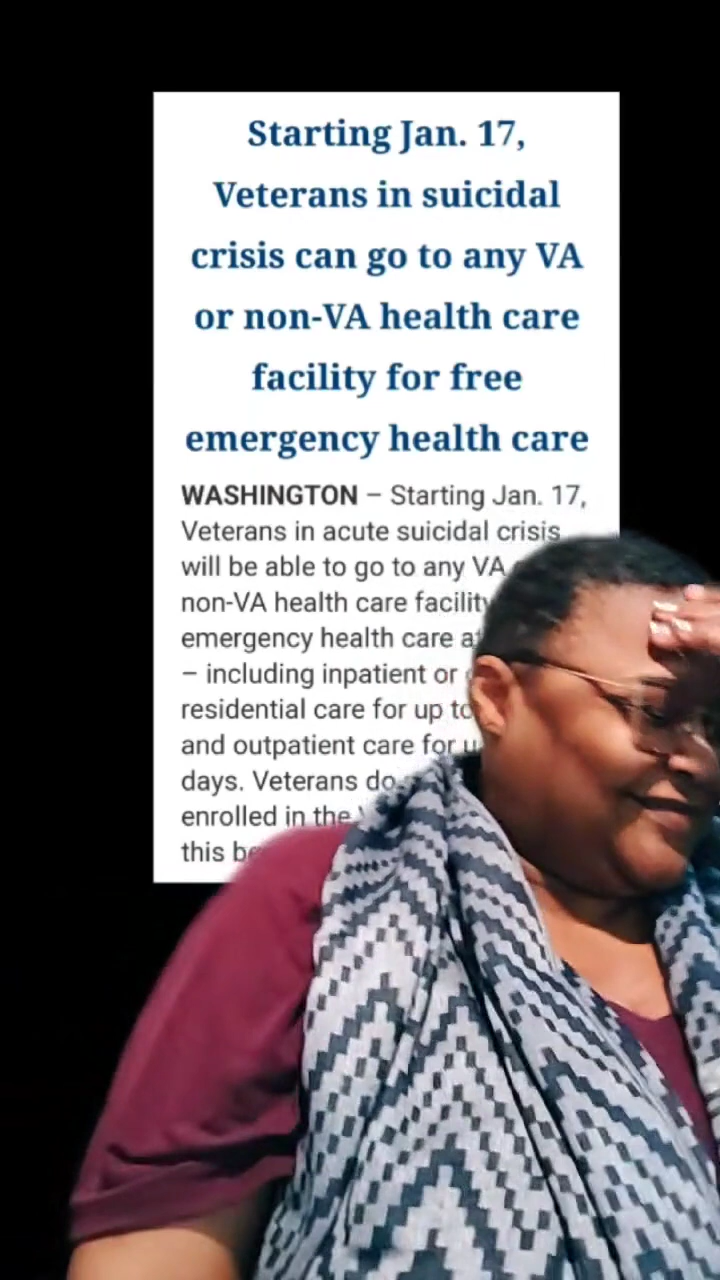 Starting Jan. 17,
Veterans in suicidal
crisis can go to any VA
or non-VA health care
facility for free
emergency health care
WASHINGTON – Starting Jan. 17,
Veterans in acute suicidal crisis
will be able to go to any VA
non-VA health care facility
emergency health care at
– including inpatient or
residential care for up to
and outpatient care for
days. Veterans do
enrolled in the
this